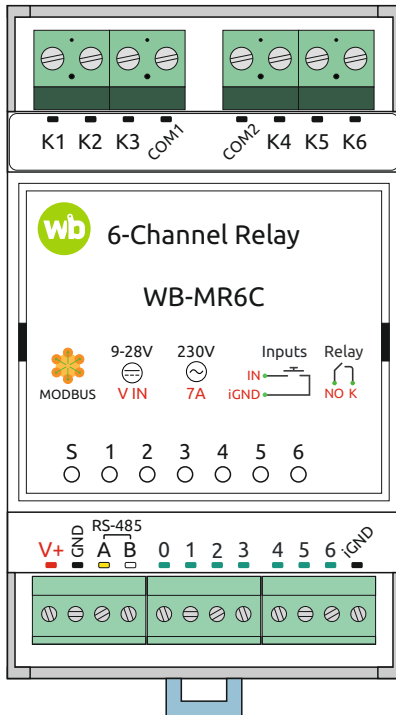 K1 K2 K3 COM1 COM2 K4 K5 K6
wb 6-Channel Relay
WB-MR6C
9-28V 230V Inputs Relay
MODBUS V IN 7A IN iGND NO K
S 1 2 3 4 5 6
RS-485
V+ GND A B 0 1 2 3 4 5 6 iGND